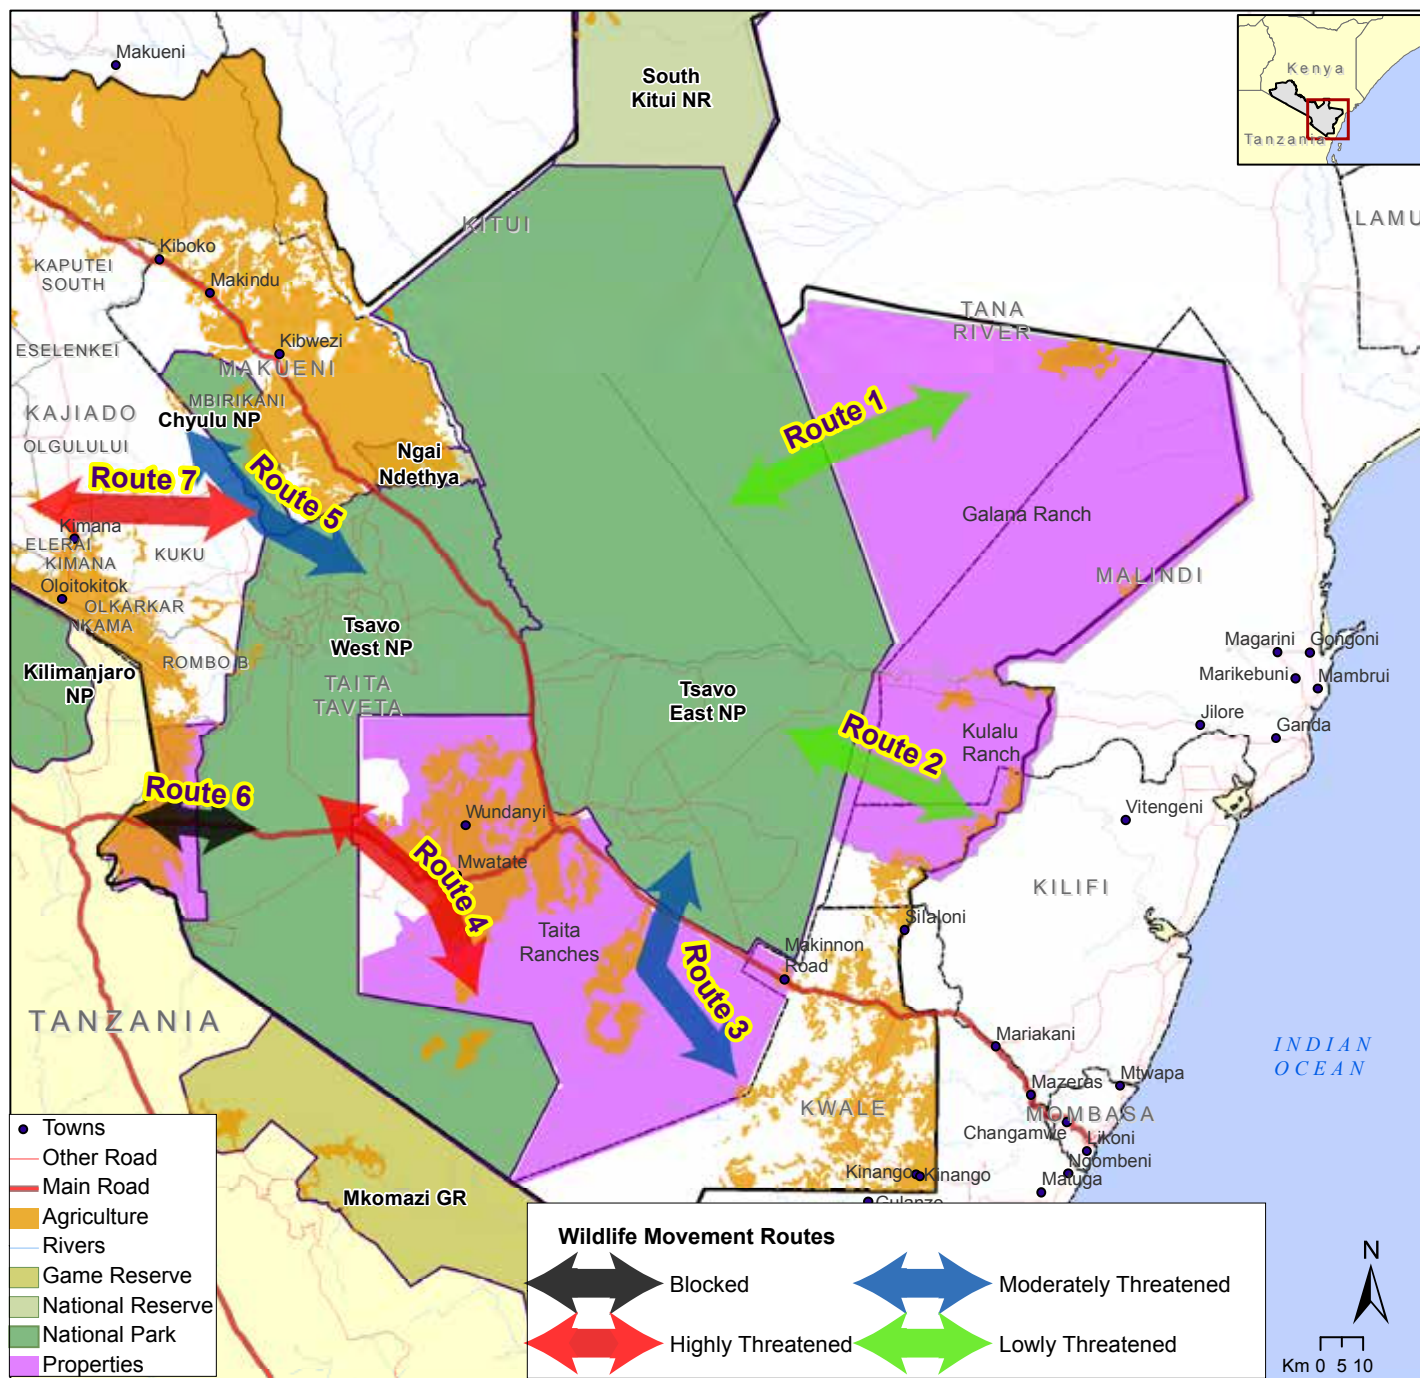 Makueni
South
Kitui NR
Kenya
Tanzania
LAMU
KITUI
Kiboko
KAPUTEI
SOUTH
Makindu
TANA
RIVER
ESELENKEI
Kibwezi
MAKUENI
MBIRIKANI
KAJIADO
Chyulu NP
OLGULULUI
Route 1
Ngai
Ndethya
Route 7
Route 5
Galana Ranch
Kimana
ELERAI
KIMANA
KUKU
MALINDI
Oloitokitok
OLKARKAR
NKAMA
Tsavo
West NP
Magarini
Gongoni
ROMBO B
Kilimanjaro
NP
Marikebuni
Mambrui
TAITA
TAVETA
Tsavo
East NP
Jilore
Ganda
Route 2
Kulalu
Ranch
Route 6
Wundanyi
Vitengeni
Mwatate
Route 4
KILIFI
Taita
Ranches
Silaloni
Makinnon
Road
Route 3
TANZANIA
Mariakani
INDIAN
OCEAN
Mazeras
Mtwapa
KWALE
MOMBASA
Changamwe
Likoni
Ngombeni
Kinango
Kinango
Matuga
Mkomazi GR
Gulanze
Towns
Other Road
Main Road
Agriculture
Rivers
Game Reserve
National Reserve
National Park
Properties
Wildlife Movement Routes
Blocked
Moderately Threatened
Highly Threatened
Lowly Threatened
N
Km 0 5 10